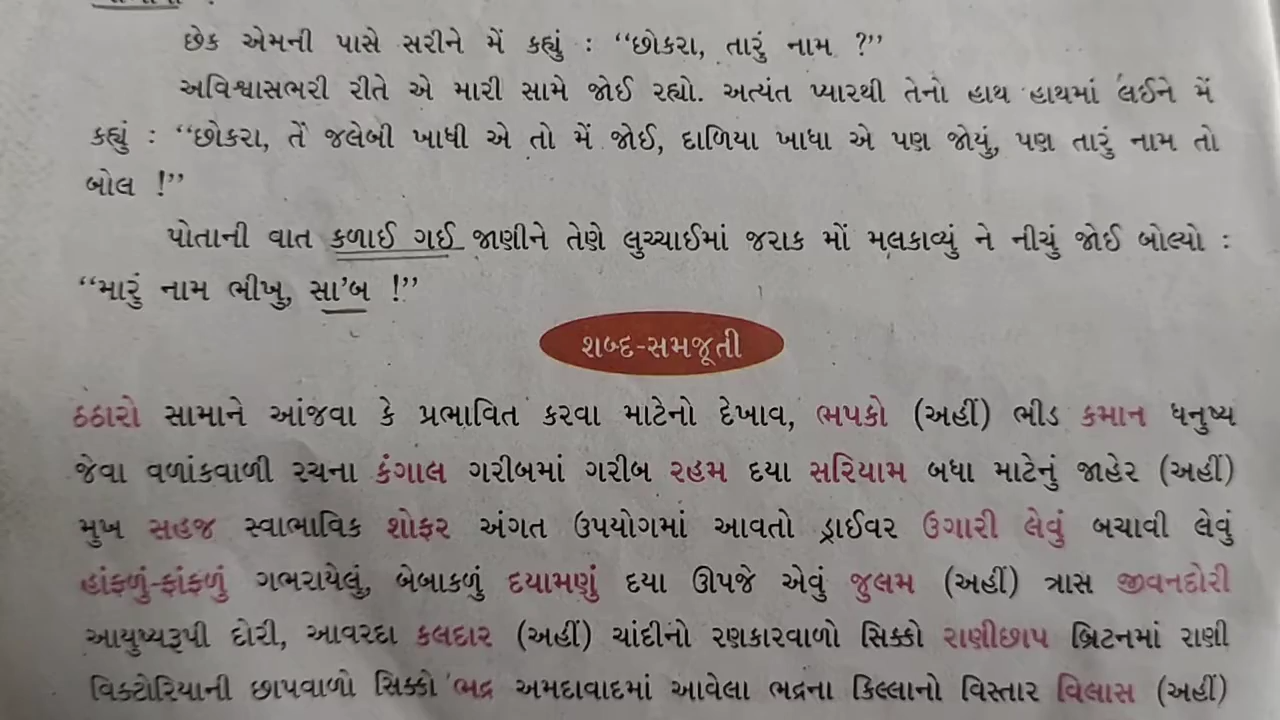 છેક એમની પાસે સરીને મેં કહ્યું : “છોકરા, તારું નામ ?”
અવિશ્વાસભરી રીતે એ મારી સામે જોઈ રહ્યો. અત્યંત પ્યારથી તેનો હાથ હાથમાં લઈને મેં
કહ્યું : “છોકરા, તેં જલેબી ખાધી એ તો મેં જોઈ, દાળિયા ખાધા એ પણ જોયું, પણ તારું નામ તો
બોલ !”
પોતાની વાત કળાઈ ગઈ જાણીને તેણે લુચ્ચાઈમાં જરાક મોં મલકાવ્યું ને નીચું જોઈ બોલ્યો :
“મારું નામ ભીખુ, સા’બ !”
શબ્દ-સમજૂતી
ઠઠારો સામાને આંજવા કે પ્રભાવિત કરવા માટેનો દેખાવ, ભપકો (અહીં) ભીડ કમાન ધનુષ્ય
જેવા વળાંકવાળી રચના કંગાલ ગરીબમાં ગરીબ રહમ દયા સરિયામ બધા માટેનું જાહેર (અહીં)
મુખ સહજ સ્વાભાવિક શોફર અંગત ઉપયોગમાં આવતો ડ્રાઈવર ઉગારી લેવું બચાવી લેવું
હાંફળું-ફાંફળું ગભરાયેલું, બેબાકળું દયામણું દયા ઊપજે એવું જુલમ (અહીં) ત્રાસ જીવનદોરી
આયુષ્યરૂપી દોરી, આવરદા કલદાર (અહીં) ચાંદીનો રણકારવાળો સિક્કો રાણીછાપ બ્રિટનમાં રાણી
વિક્ટોરિયાની છાપવાળો સિક્કો ભદ્ર અમદાવાદમાં આવેલા ભદ્રના કિલ્લાનો વિસ્તાર વિલાસ (અહીં)